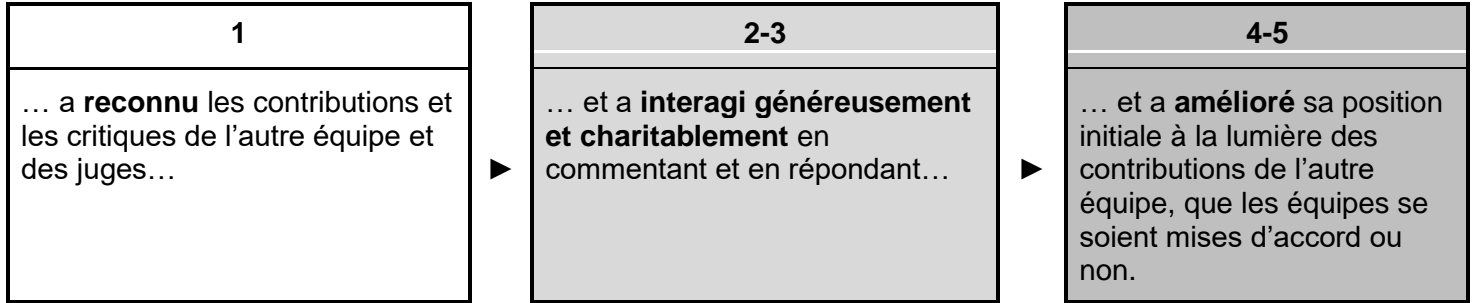 1
… a reconnu les contributions et
les critiques de l’autre équipe et
des juges…
►
2-3
… et a interagi généreusement
et charitablement en
commentant et en répondant…
►
4-5
… et a amélioré sa position
initiale à la lumière des
contributions de l’autre
équipe, que les équipes se
soient mises d’accord ou
non.